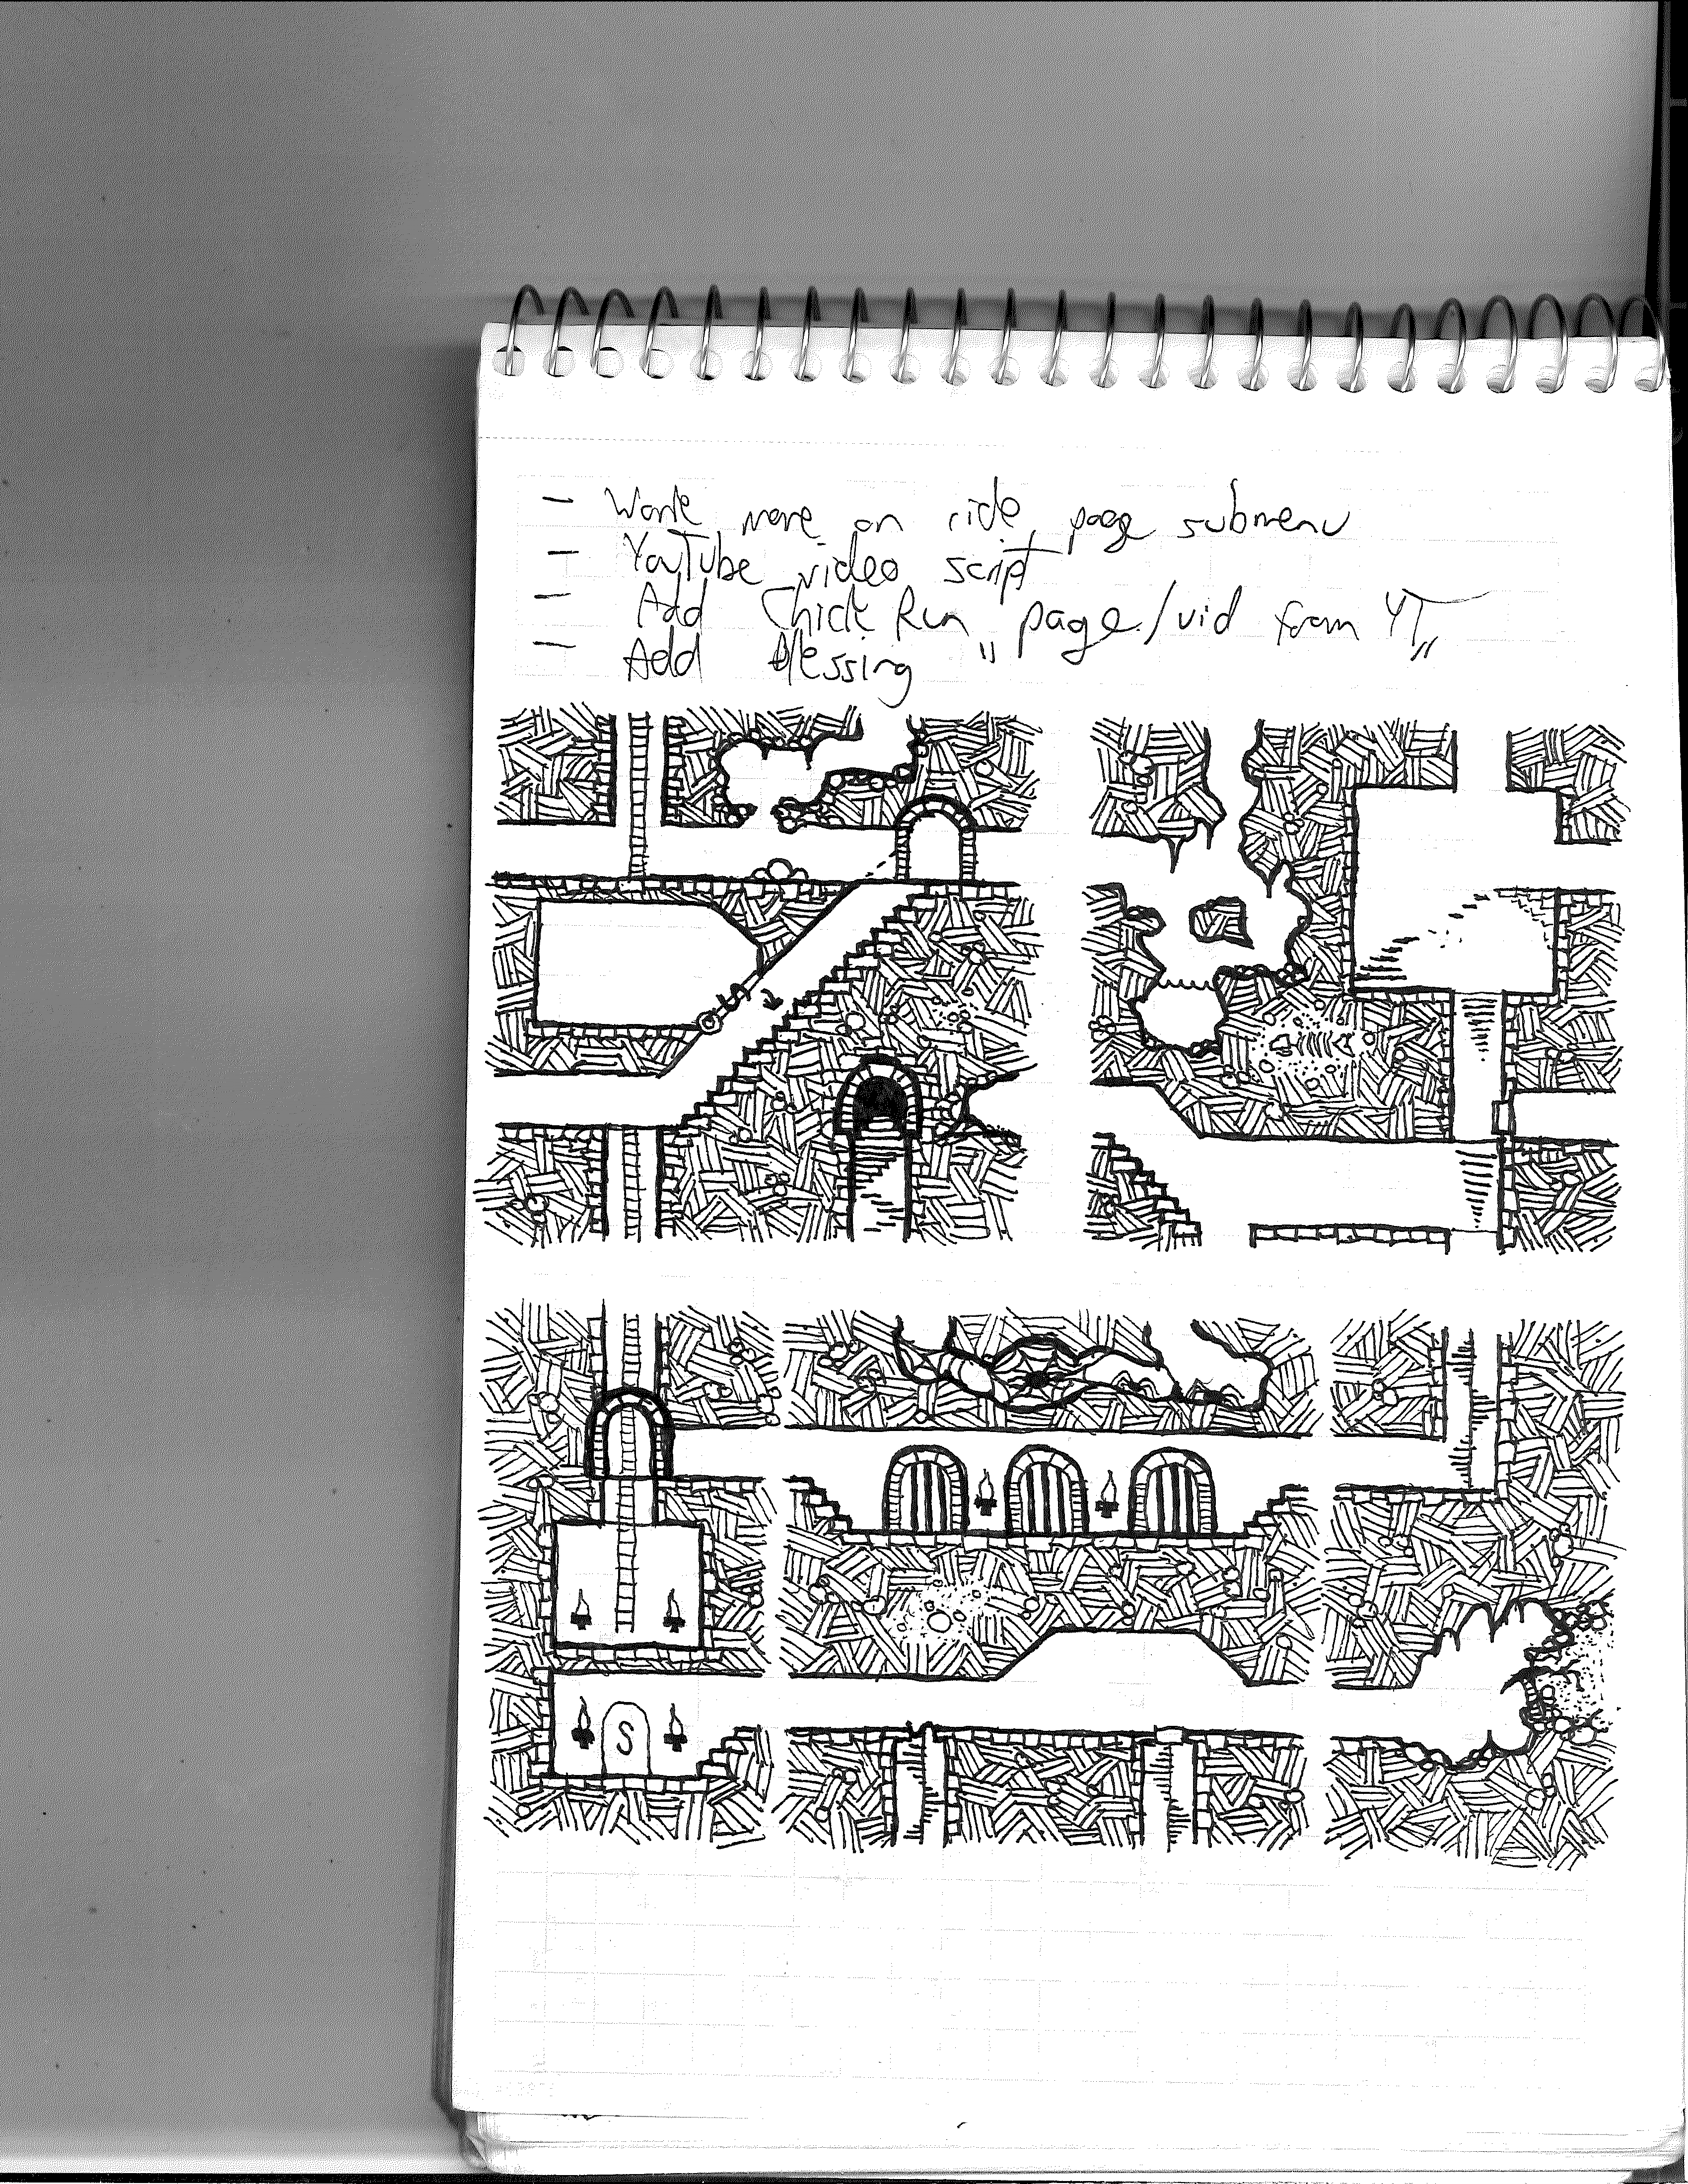 - Work more on ride page submenu
- YouTube video script
- Add Chick Run page/vid from YT
- Add Blessing " "
S